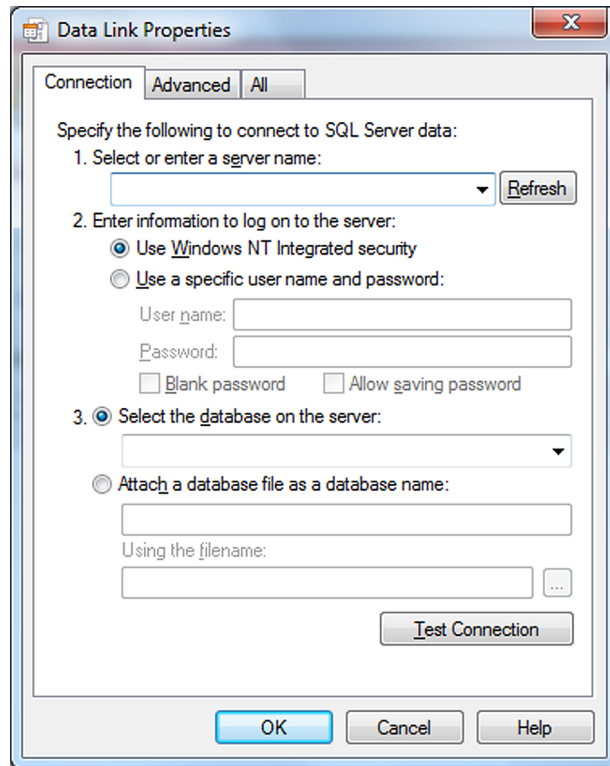 Data Link Properties
Connection Advanced All
Specify the following to connect to SQL Server data:
1. Select or enter a server name:
Refresh
2. Enter information to log on to the server:
Use Windows NT Integrated security
Use a specific user name and password:
User name:
Password:
Blank password Allow saving password
3. Select the database on the server:
Attach a database file as a database name:
Using the filename:
...
Test Connection
OK Cancel Help